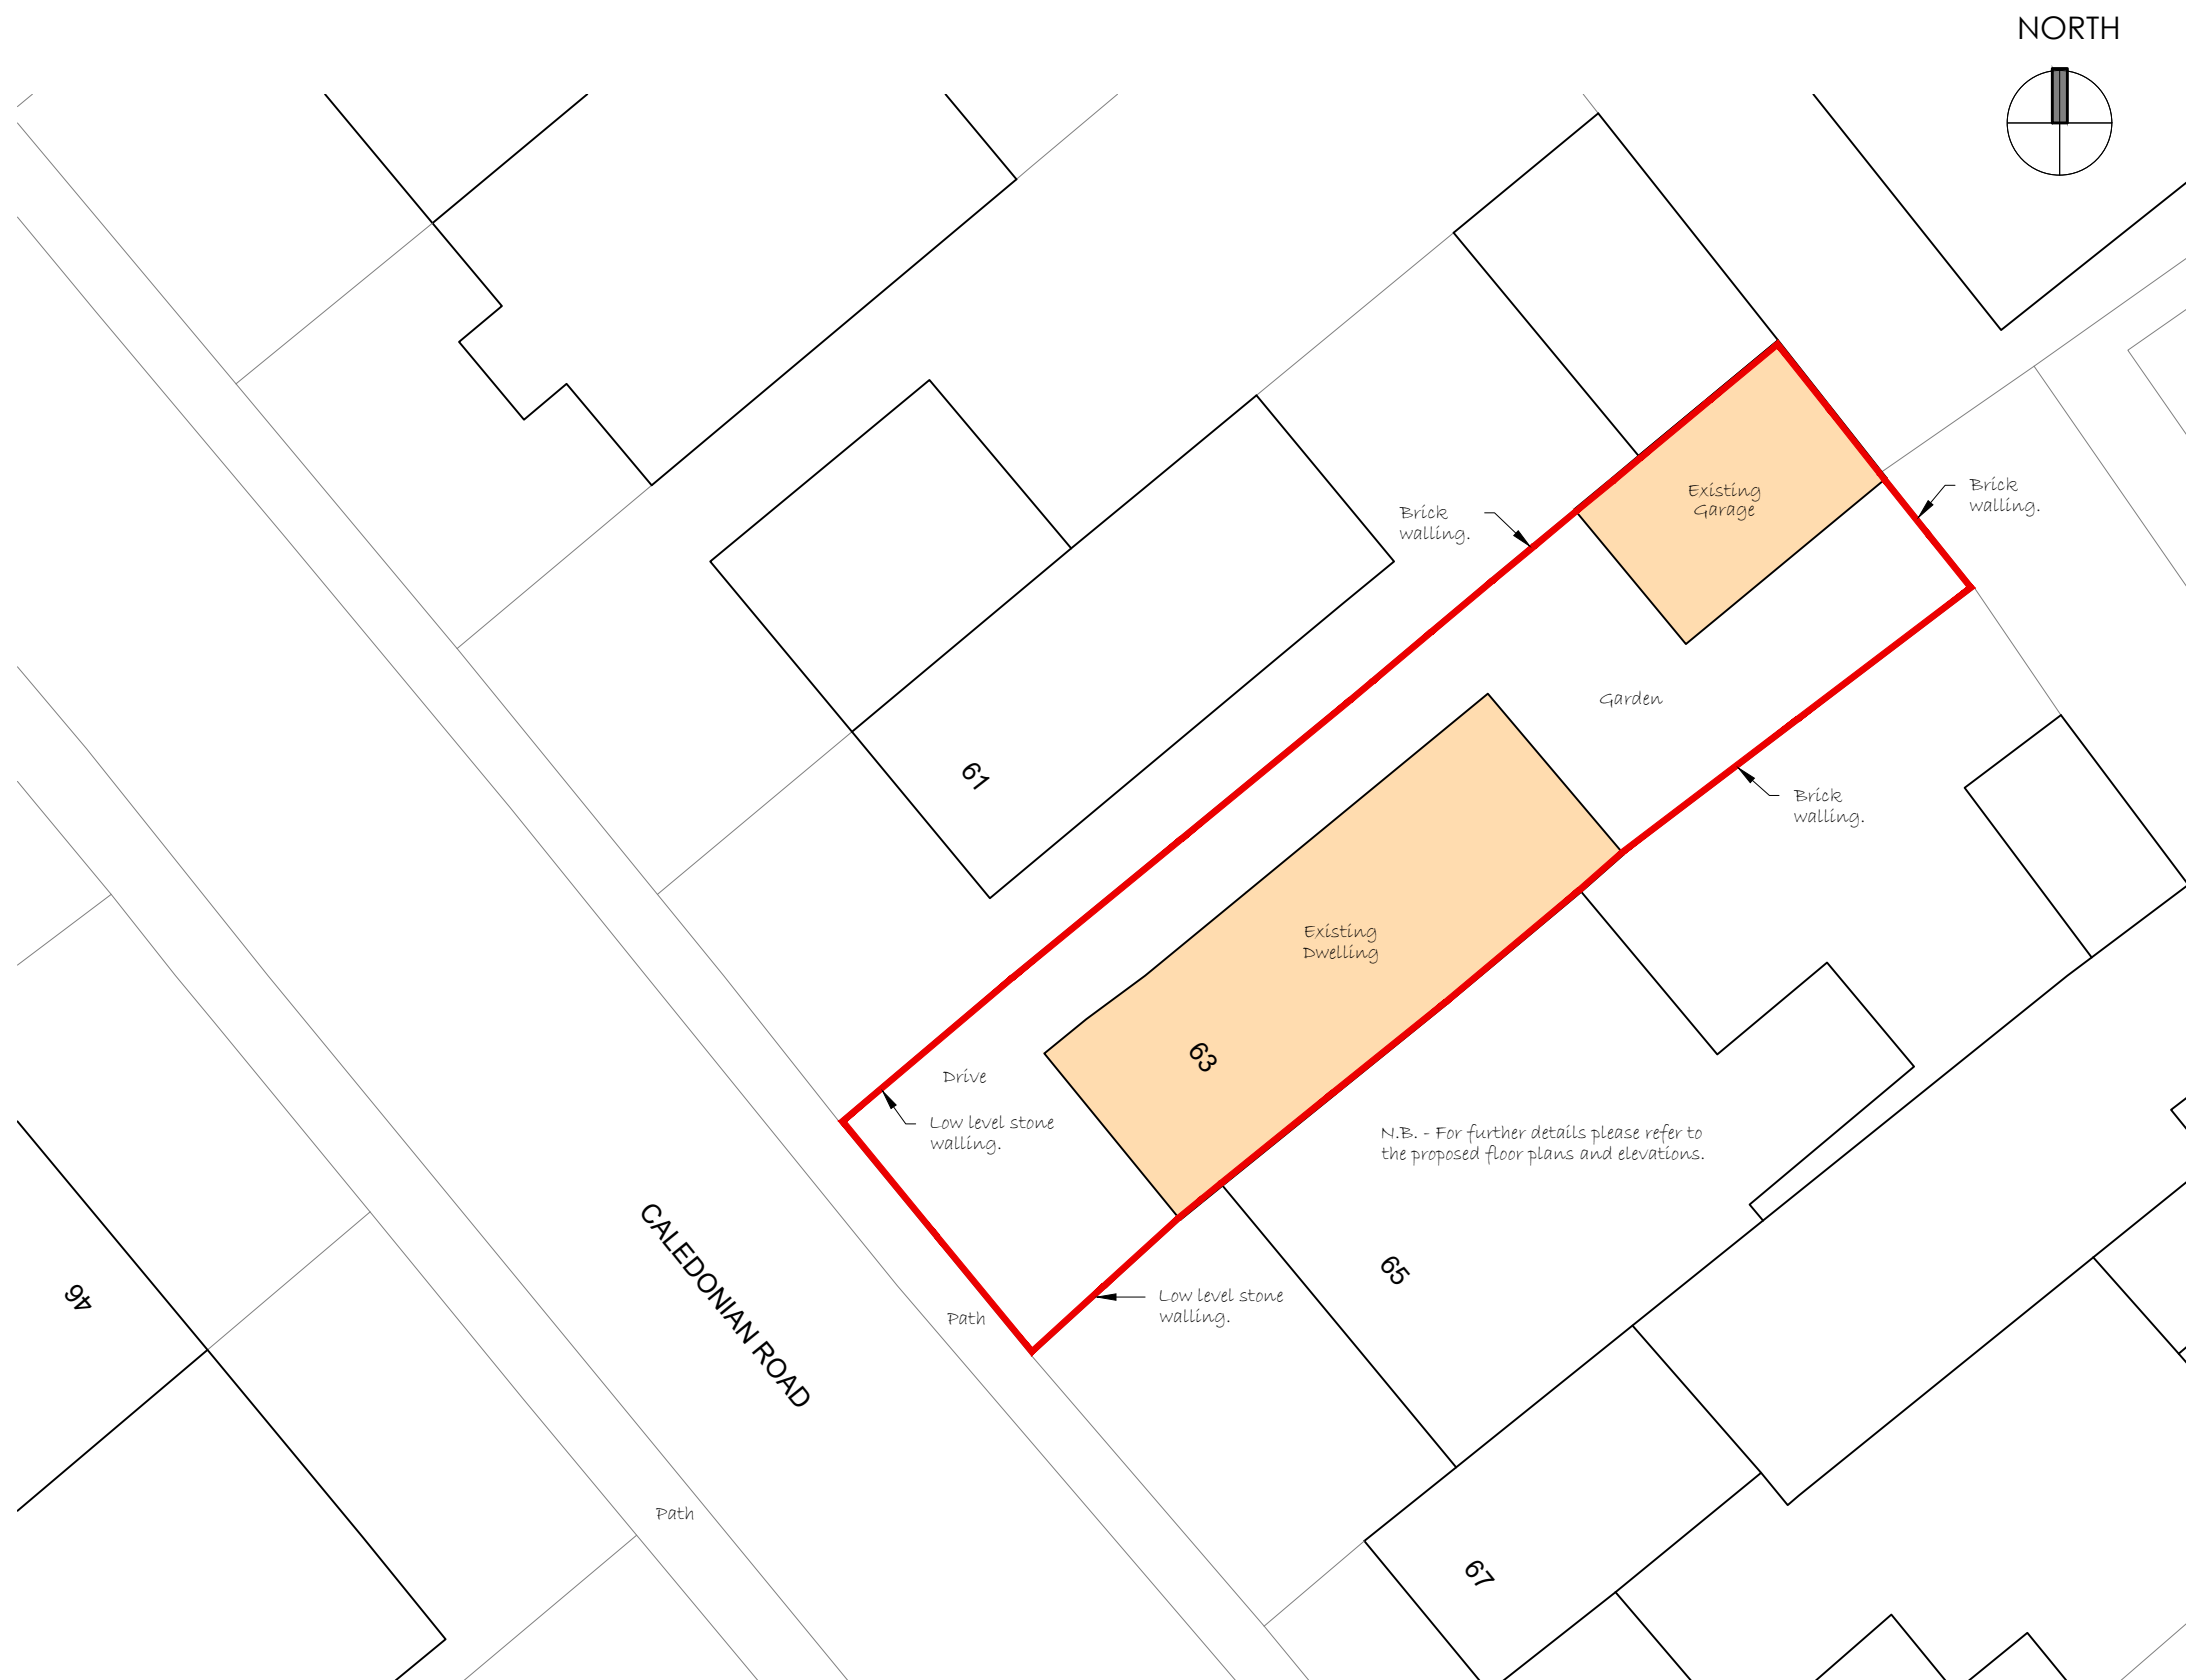 NORTH
Existing
Garage
Brick
walling.
Brick
walling.
Garden
61
Brick
walling.
Existing
Dwelling
63
Drive
Low level stone
walling.
N.B. - For further details please refer to
the proposed floor plans and elevations.
CALEDONIAN ROAD
65
46
Low level stone
walling.
Path
Path
67